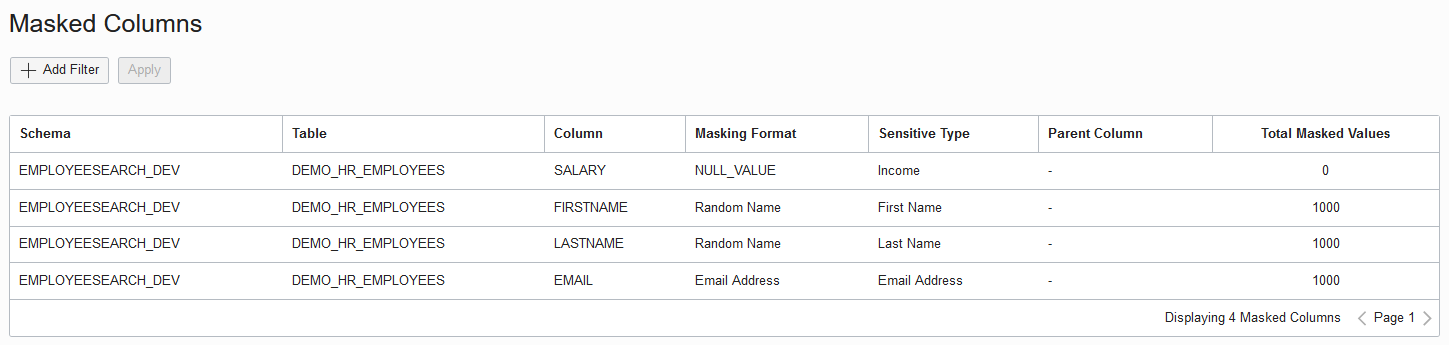 Masked Columns
Add Filter Apply
Schema Table Column Masking Format Sensitive Type Parent Column Total Masked Values
EMPLOYEESEARCH_DEV DEMO_HR_EMPLOYEES SALARY NULL_VALUE Income - 0
EMPLOYEESEARCH_DEV DEMO_HR_EMPLOYEES FIRSTNAME Random Name First Name - 1000
EMPLOYEESEARCH_DEV DEMO_HR_EMPLOYEES LASTNAME Random Name Last Name - 1000
EMPLOYEESEARCH_DEV DEMO_HR_EMPLOYEES EMAIL Email Address Email Address - 1000
Displaying 4 Masked Columns Page 1